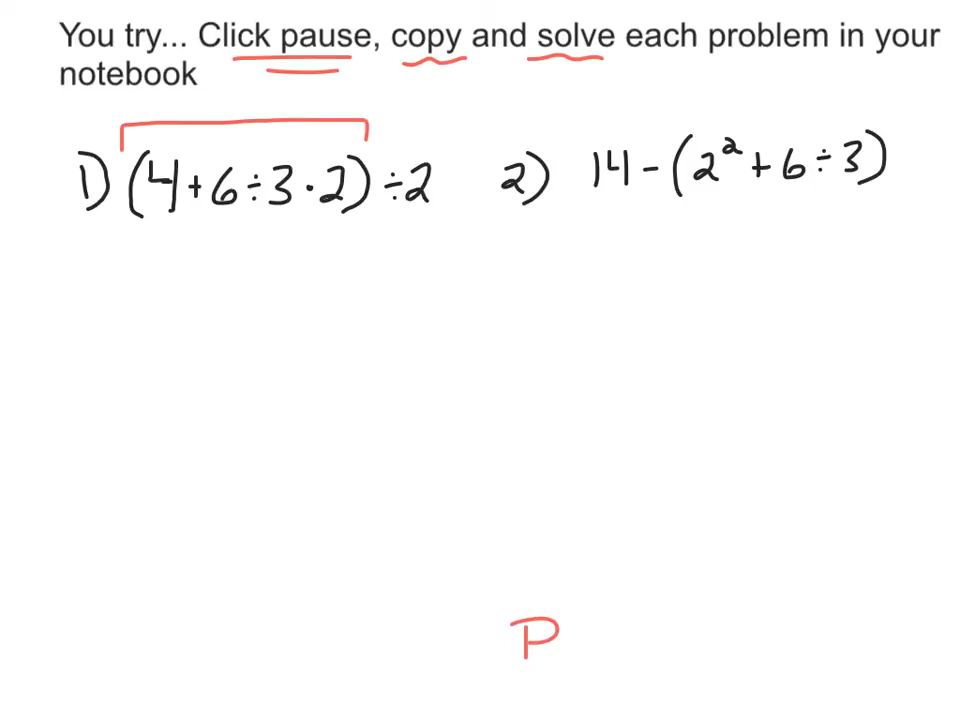 You try... Click pause, copy and solve each problem in your
notebook
1) (4+6÷3·2)÷2
2) 14-(2²+6÷3)
P